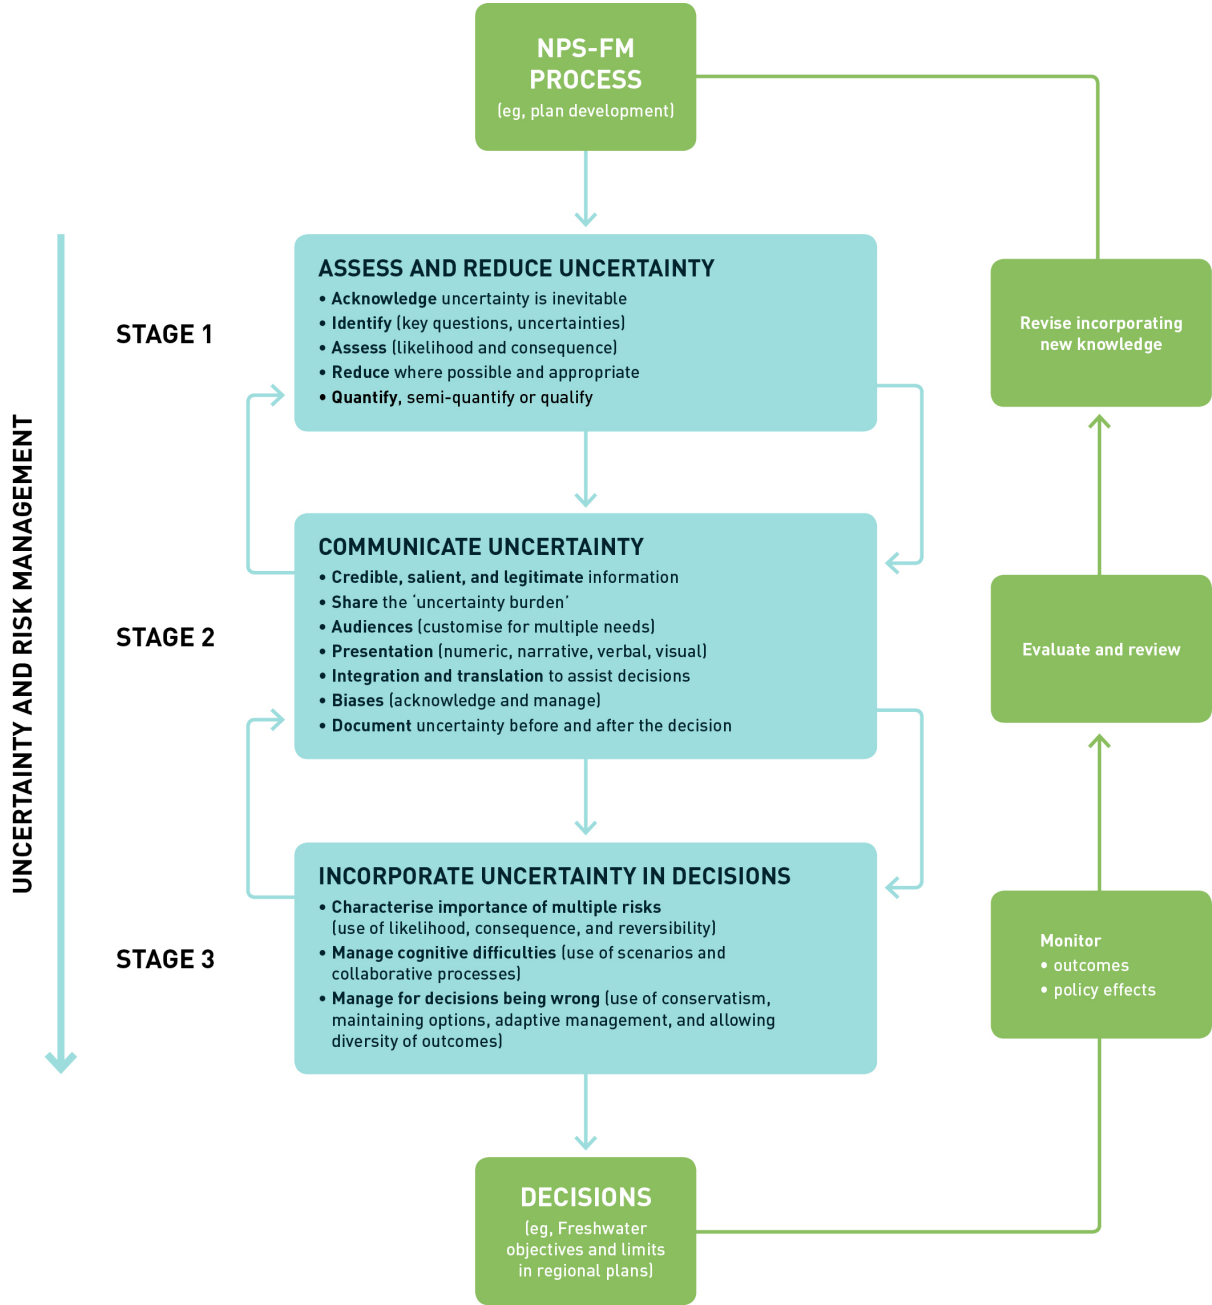 NPS-FM
PROCESS
(eg, plan development)
UNCERTAINTY AND RISK MANAGEMENT
STAGE 1
ASSESS AND REDUCE UNCERTAINTY
• Acknowledge uncertainty is inevitable
• Identify (key questions, uncertainties)
• Assess (likelihood and consequence)
• Reduce where possible and appropriate
• Quantify, semi-quantify or qualify
STAGE 2
COMMUNICATE UNCERTAINTY
• Credible, salient, and legitimate information
• Share the ‘uncertainty burden’
• Audiences (customise for multiple needs)
• Presentation (numeric, narrative, verbal, visual)
• Integration and translation to assist decisions
• Biases (acknowledge and manage)
• Document uncertainty before and after the decision
STAGE 3
INCORPORATE UNCERTAINTY IN DECISIONS
• Characterise importance of multiple risks
(use of likelihood, consequence, and reversibility)
• Manage cognitive difficulties (use of scenarios and
collaborative processes)
• Manage for decisions being wrong (use of conservatism,
maintaining options, adaptive management, and allowing
diversity of outcomes)
DECISIONS
(eg, Freshwater
objectives and limits
in regional plans)
Monitor
• outcomes
• policy effects
Evaluate and review
Revise incorporating
new knowledge